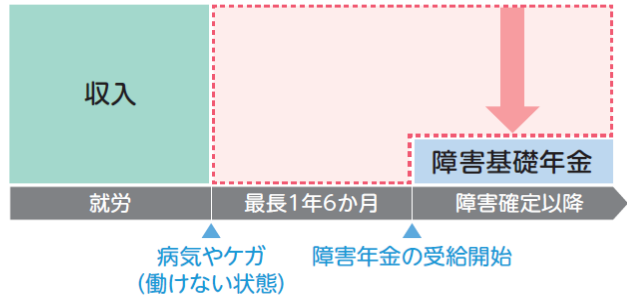 収入
障害基礎年金
就労
最長1年6か月
障害確定以降
病気やケガ
(働けない状態)
障害年金の受給開始